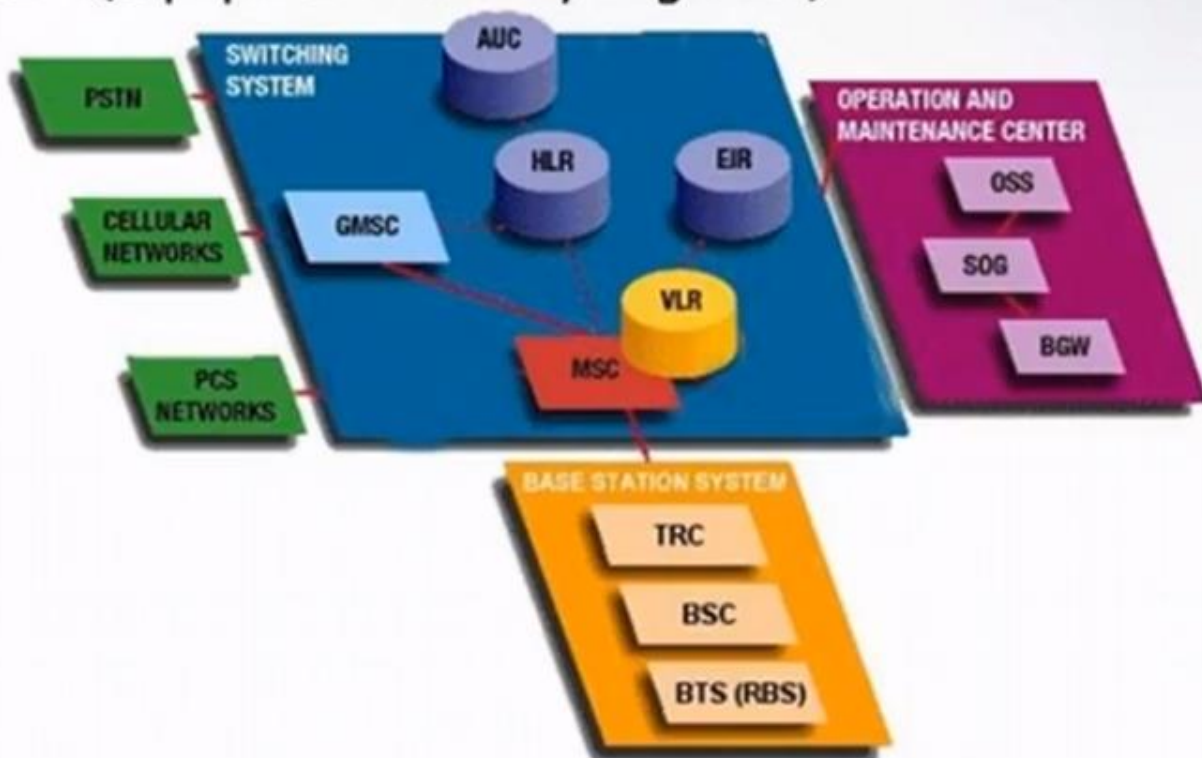 SWITCHING
SYSTEM
AUC
PSTN
OPERATION AND
MAINTENANCE CENTER
HLR
EIR
OSS
CELLULAR
NETWORKS
GMSC
SOG
VLR
BGW
MSC
PCS
NETWORKS
BASE STATION SYSTEM
TRC
BSC
BTS (RBS)